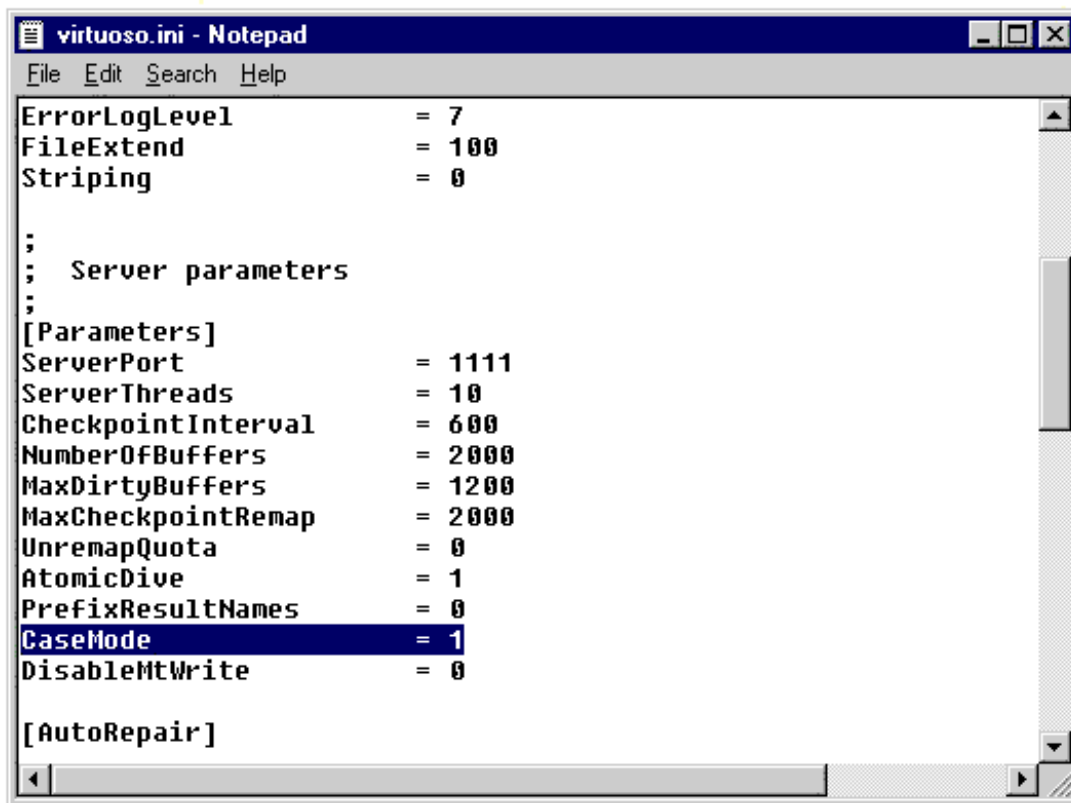 virtuoso.ini - Notepad
File Edit Search Help
ErrorLogLevel = 7
FileExtend = 100
Striping = 0
;
; Server parameters
;
[Parameters]
ServerPort = 1111
ServerThreads = 10
CheckpointInterval = 600
NumberOfBuffers = 2000
MaxDirtyBuffers = 1200
MaxCheckpointRemap = 2000
UnremapQuota = 0
AtomicDive = 1
PrefixResultNames = 0
CaseMode = 1
DisableMtWrite = 0
[AutoRepair]